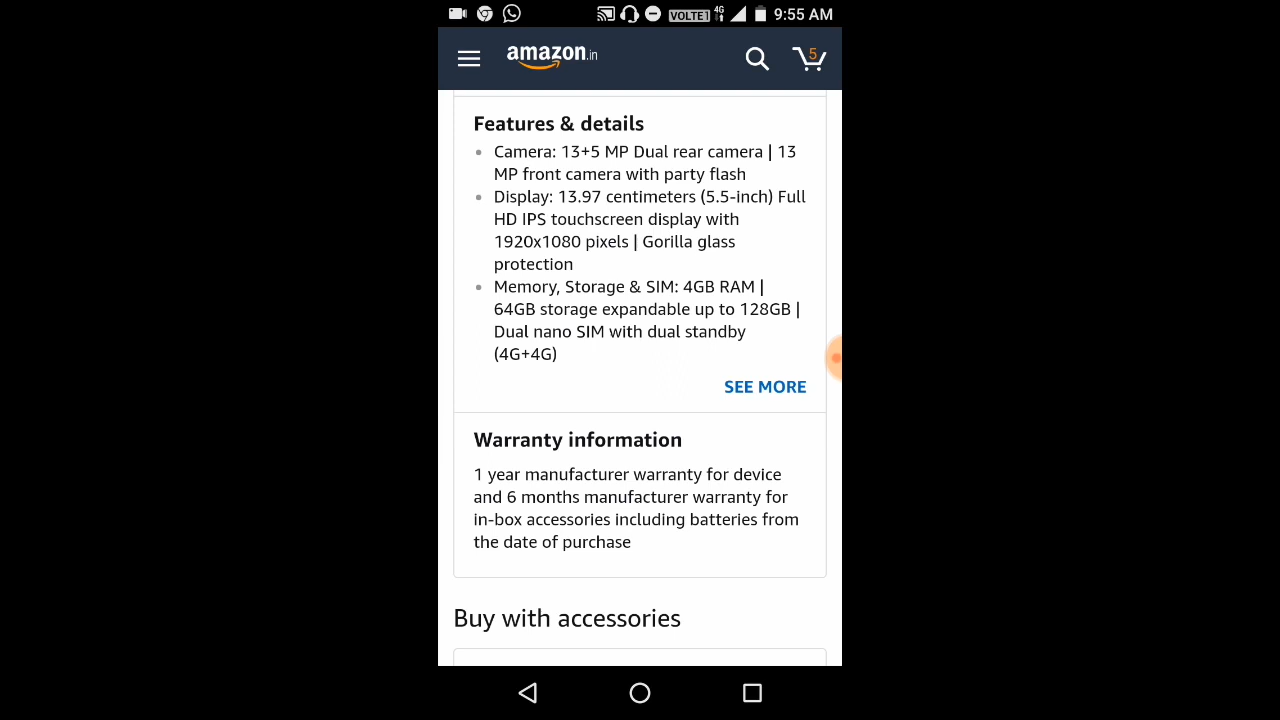 VOLTE1 4G 9:55 AM
amazon.in 5
Features & details
Camera: 13+5 MP Dual rear camera | 13
MP front camera with party flash
Display: 13.97 centimeters (5.5-inch) Full
HD IPS touchscreen display with
1920x1080 pixels | Gorilla glass
protection
Memory, Storage & SIM: 4GB RAM |
64GB storage expandable up to 128GB |
Dual nano SIM with dual standby
(4G+4G)
SEE MORE
Warranty information
1 year manufacturer warranty for device
and 6 months manufacturer warranty for
in-box accessories including batteries from
the date of purchase
Buy with accessories